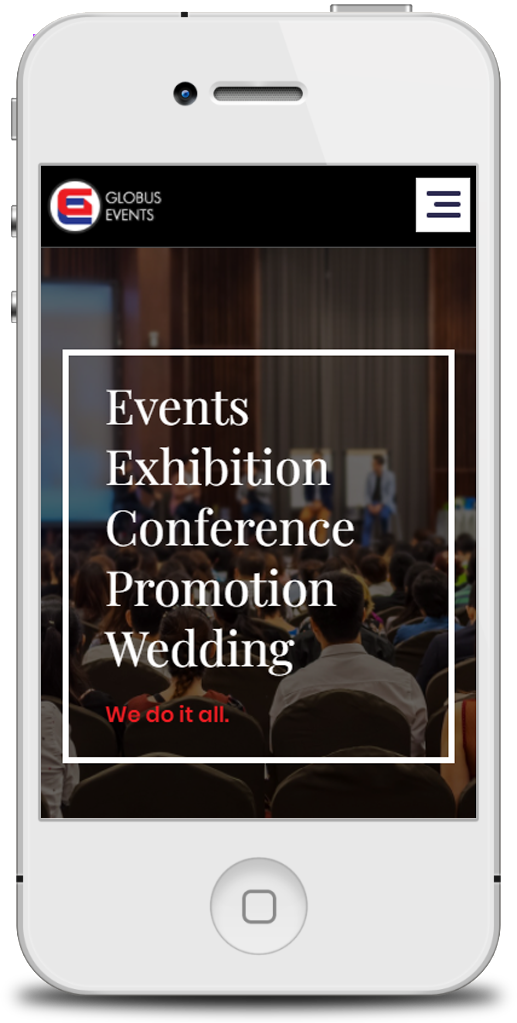 GLOBUS
EVENTS
Events
Exhibition
Conference
Promotion
Wedding
We do it all.